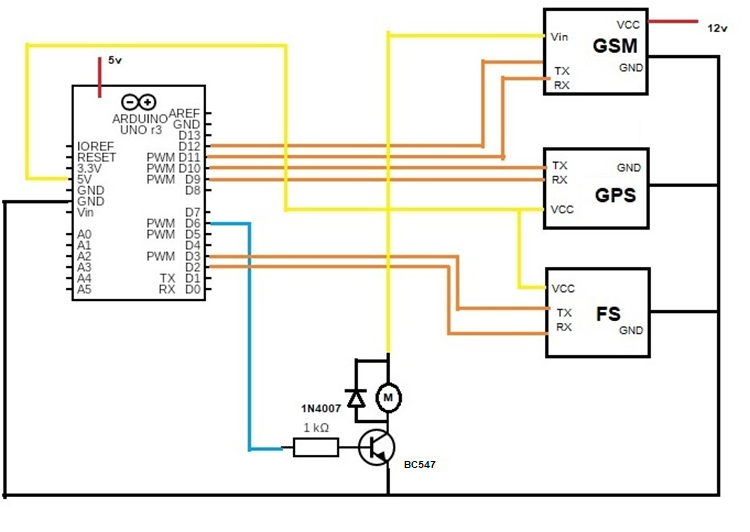 5v
ARDUINO
UNO r3
IOREF
RESET
3.3V
5V
GND
GND
Vin
A0
A1
A2
A3
A4
A5
AREF
GND
D13
D12
PWM D11
PWM D10
PWM D9
D8
D7
PWM D6
PWM D5
D4
PWM D3
D2
TX D1
RX D0
Vin
VCC
GSM
GND
TX
RX
12v
TX
GND
RX
GPS
VCC
VCC
FS
TX
RX
GND
M
1N4007
1 kΩ
BC547